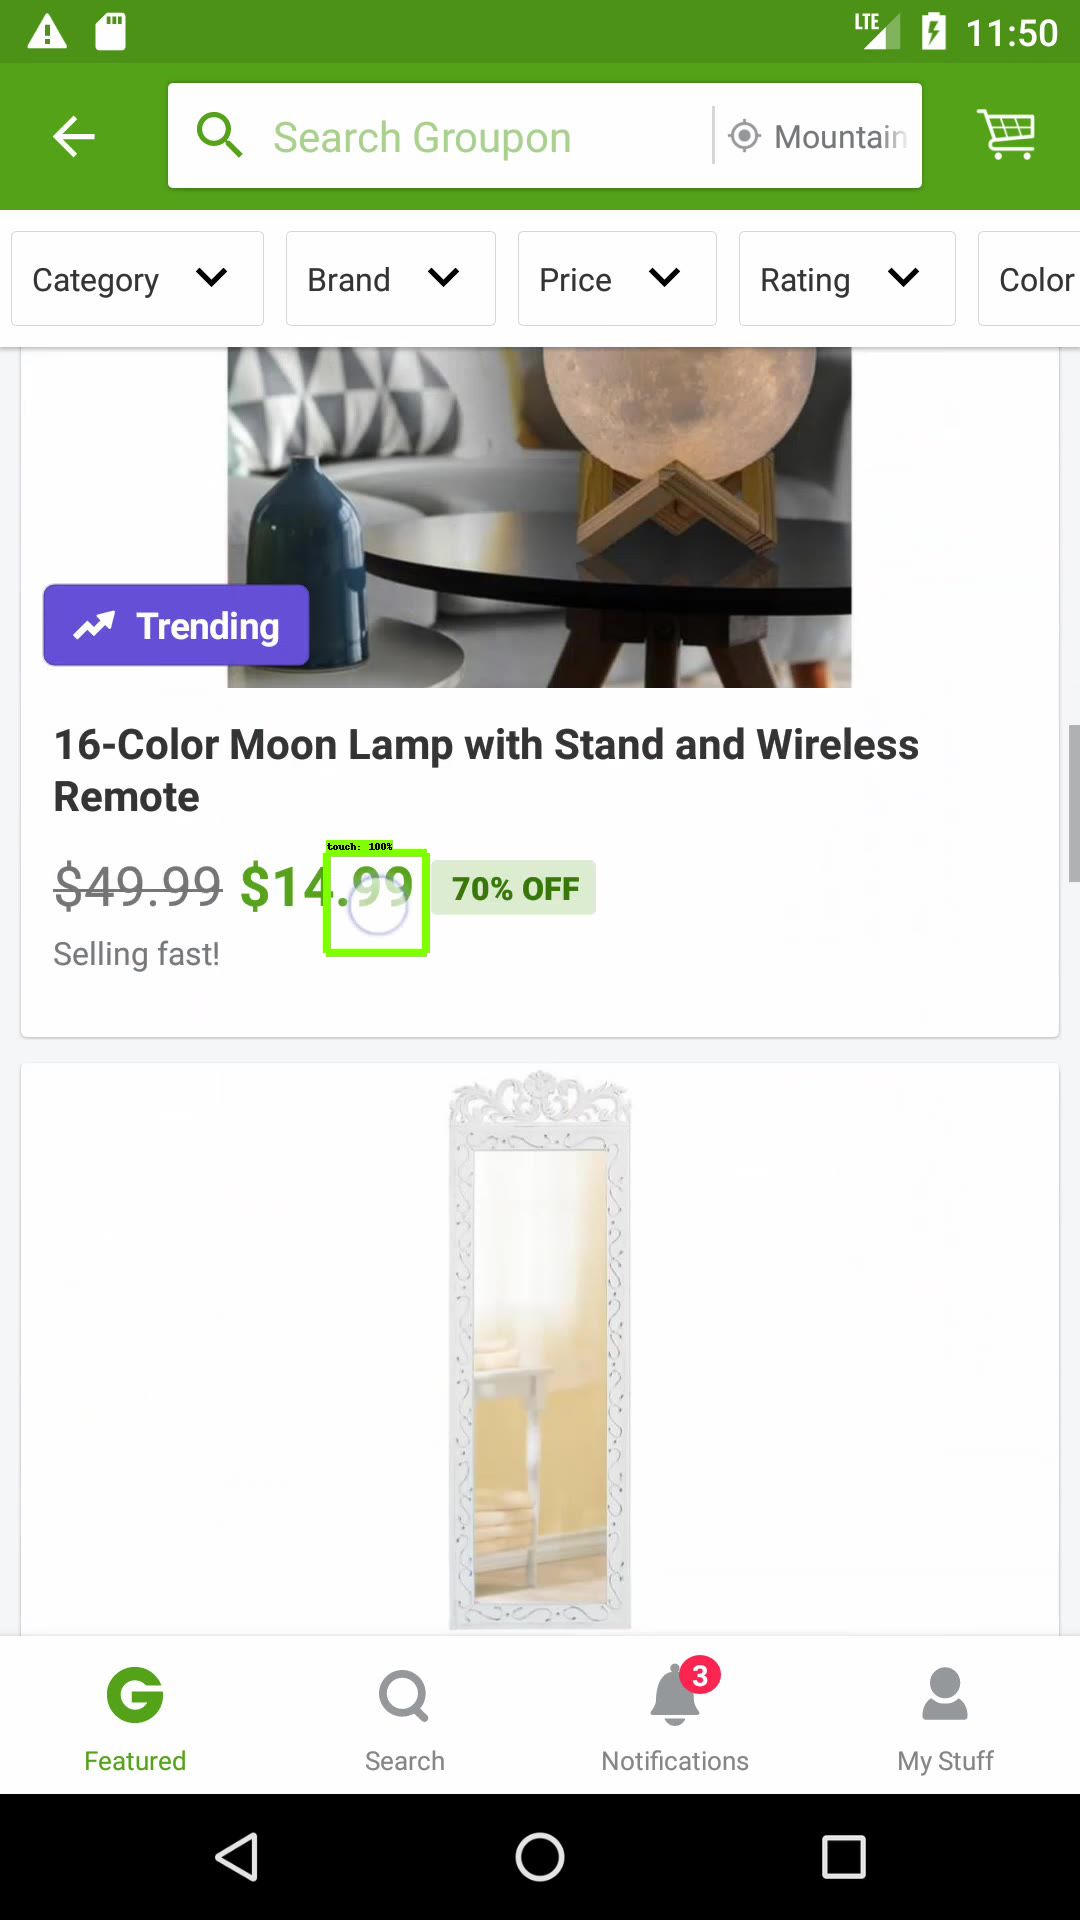 LTE 11:50
Search Groupon Mountain
Category Brand Price Rating Color
Trending
16-Color Moon Lamp with Stand and Wireless
Remote
touch: 100%
$49.99 $14.99 70% OFF
Selling fast!
3
Featured Search Notifications My Stuff